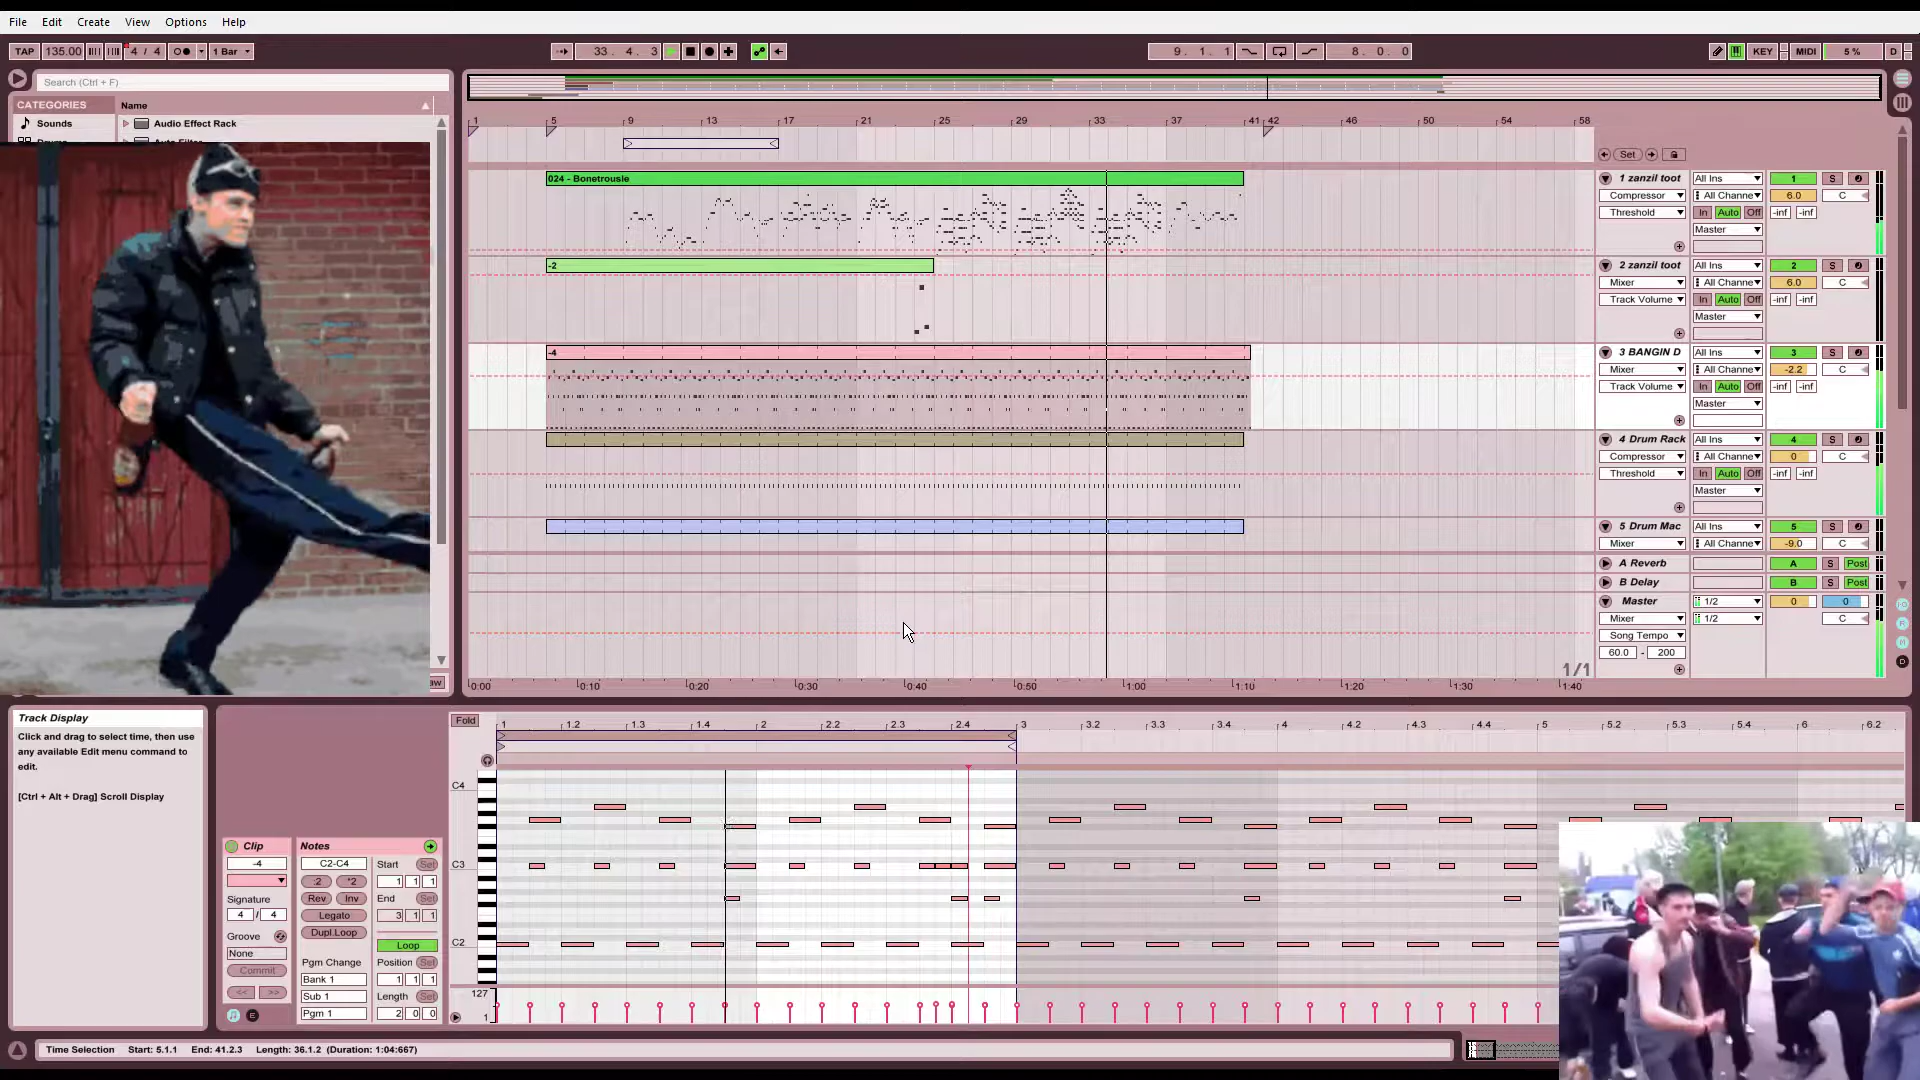 File Edit Create View Options Help
TAP 135.00 4 / 4 1 Bar 33. 4. 3 9. 1. 1 8. 0. 0 KEY MIDI 5 % D
Search (Ctrl + F)
CATEGORIES Name
Sounds Audio Effect Rack
1 5 9 13 17 21 25 29 33 37 41 42 46 50 54 58
Set
024 - Bonetrousle
1 zanzil toot All Ins 1 S
Compressor All Channe 6.0 C
Threshold In Auto Off -inf -inf
Master
-2
2 zanzil toot All Ins 2 S
Mixer All Channe 6.0 C
Track Volume In Auto Off -inf -inf
Master
-4
3 BANGIN D All Ins 3 S
Mixer All Channe -2.2 C
Track Volume In Auto Off -inf -inf
Master
4 Drum Rack All Ins 4 S
Compressor All Channe 0 C
Threshold In Auto Off -inf -inf
Master
5 Drum Mac All Ins 5 S
Mixer All Channe -9.0 C
A Reverb A S Post
B Delay B S Post
Master 1/2 0 0
Mixer 1/2 C
Song Tempo
60.0 - 200
1/1
0:00 0:10 0:20 0:30 0:40 0:50 1:00 1:10 1:20 1:30 1:40
Track Display
Click and drag to select time, then use
any available Edit menu command to
edit.
[Ctrl + Alt + Drag] Scroll Display
Fold 1 1.2 1.3 1.4 2 2.2 2.3 2.4 3 3.2 3.3 3.4 4 4.2 4.3 4.4 5 5.2 5.3 5.4 6 6.2
C4
C3
C2
127
1
Clip
-4
Signature
4 / 4
Groove
None
Commit
<< >>
Notes
C2-C4
:2 *2
Rev Inv
Legato
Dupl.Loop
Pgm Change
Bank 1
Sub 1
Pgm 1
Start Set
1 1 1
End Set
3 1 1
Loop
Position Set
1 1 1
Length Set
2 0 0
Time Selection Start: 5.1.1 End: 41.2.3 Length: 36.1.2 (Duration: 1:04:667)